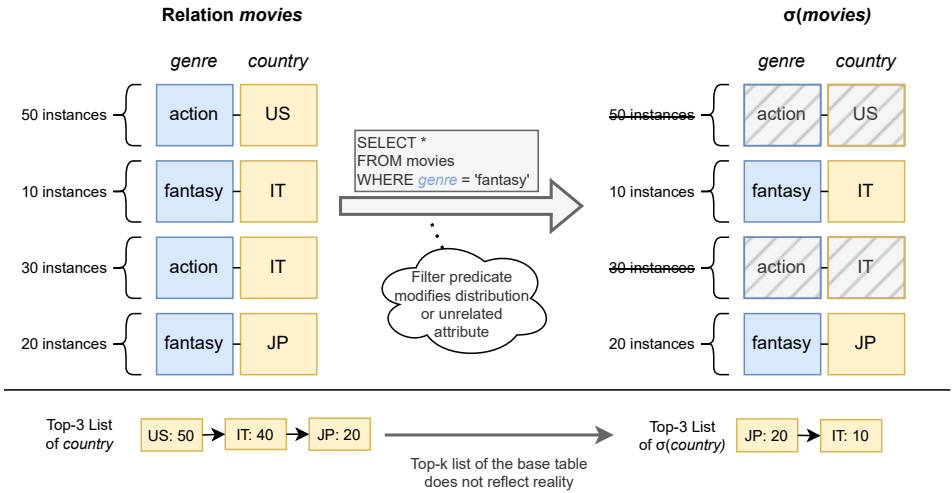 Relation movies
σ(movies)
genre country
genre country
50 instances
action
US
50 instances
action
US
SELECT *
FROM movies
WHERE genre = 'fantasy'
10 instances
fantasy
IT
10 instances
fantasy
IT
30 instances
action
IT
Filter predicate
modifies distribution
or unrelated
attribute
30 instances
action
IT
20 instances
fantasy
JP
20 instances
fantasy
JP
Top-3 List
of country
US: 50
IT: 40
JP: 20
Top-k list of the base table
does not reflect reality
Top-3 List
of σ(country)
JP: 20
IT: 10